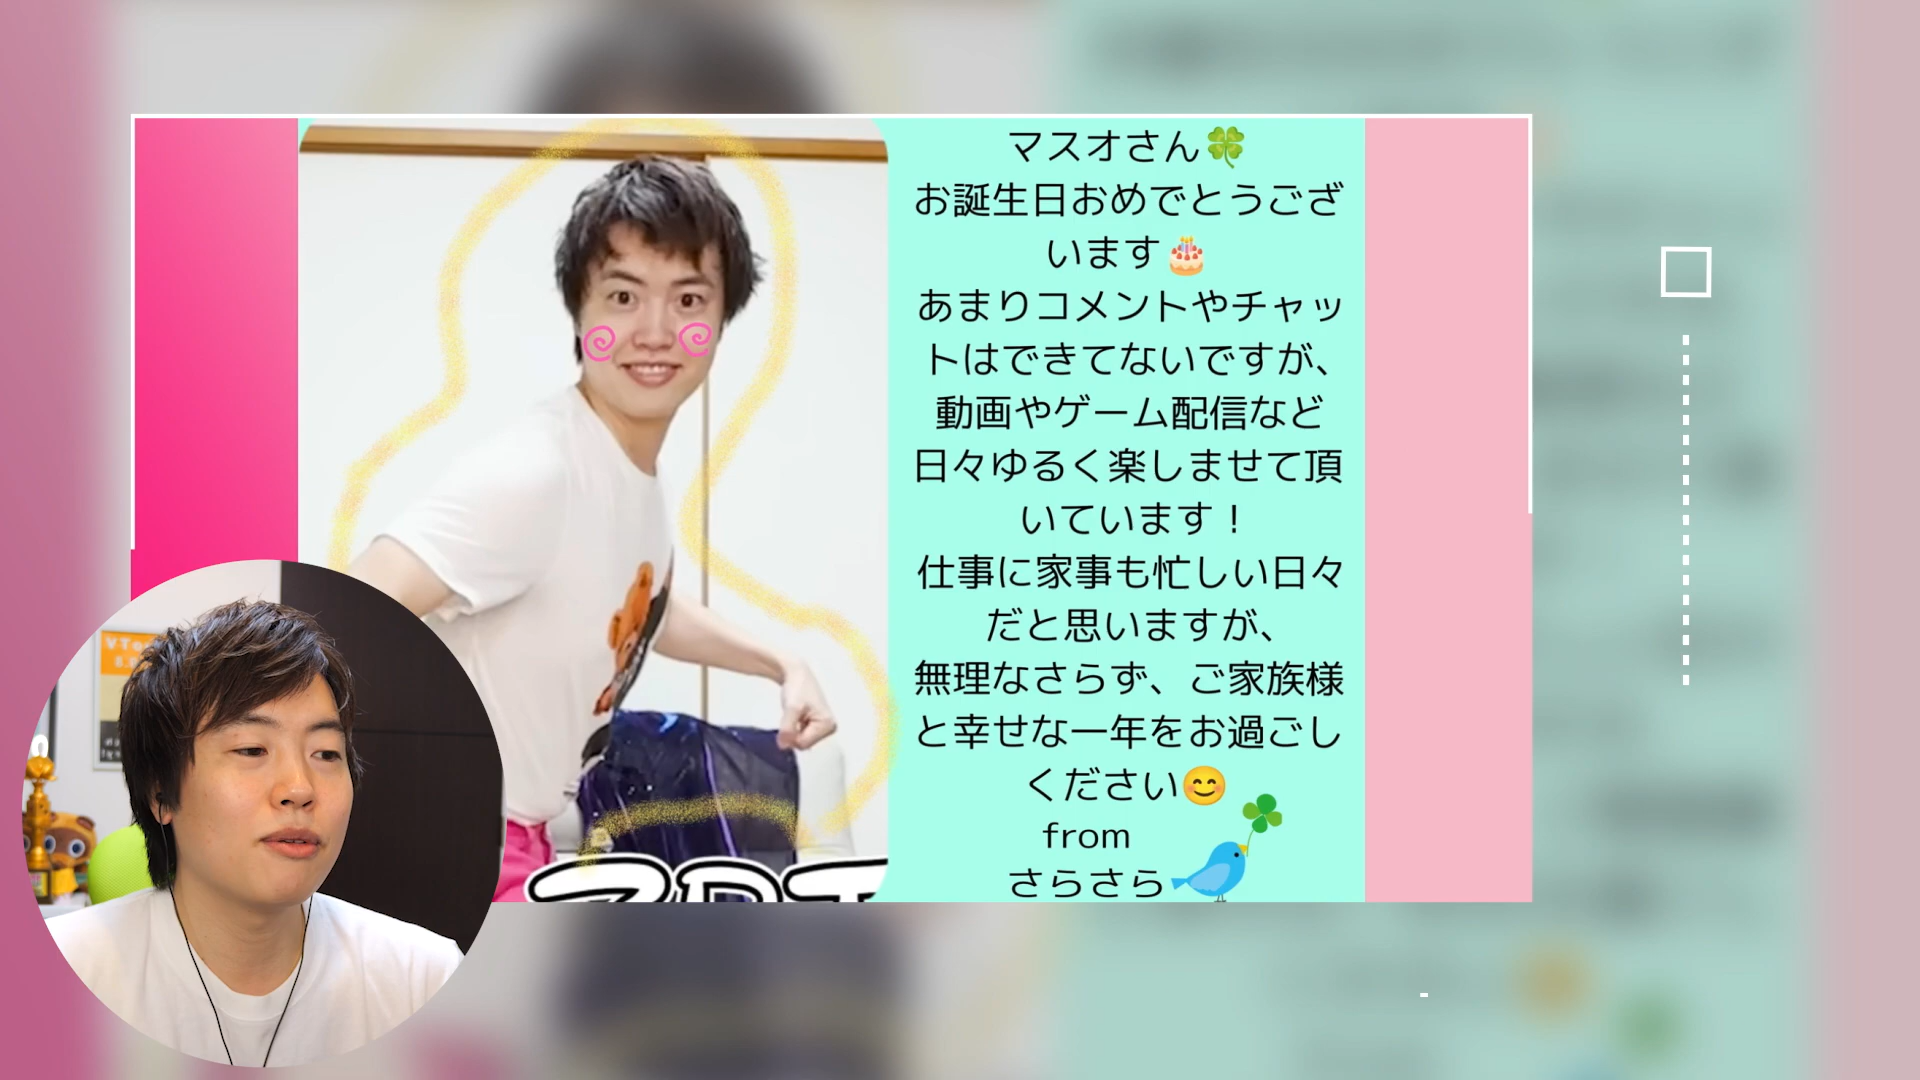 マスオさん🍀
お誕生日おめでとうござ
います🎂
あまりコメントやチャッ
トはできてないですが、
動画やゲーム配信など
日々ゆるく楽しませて頂
いています！
仕事に家事も忙しい日々
だと思いますが、
無理なさらず、ご家族様
と幸せな一年をお過ごし
ください😊
from
さらさら